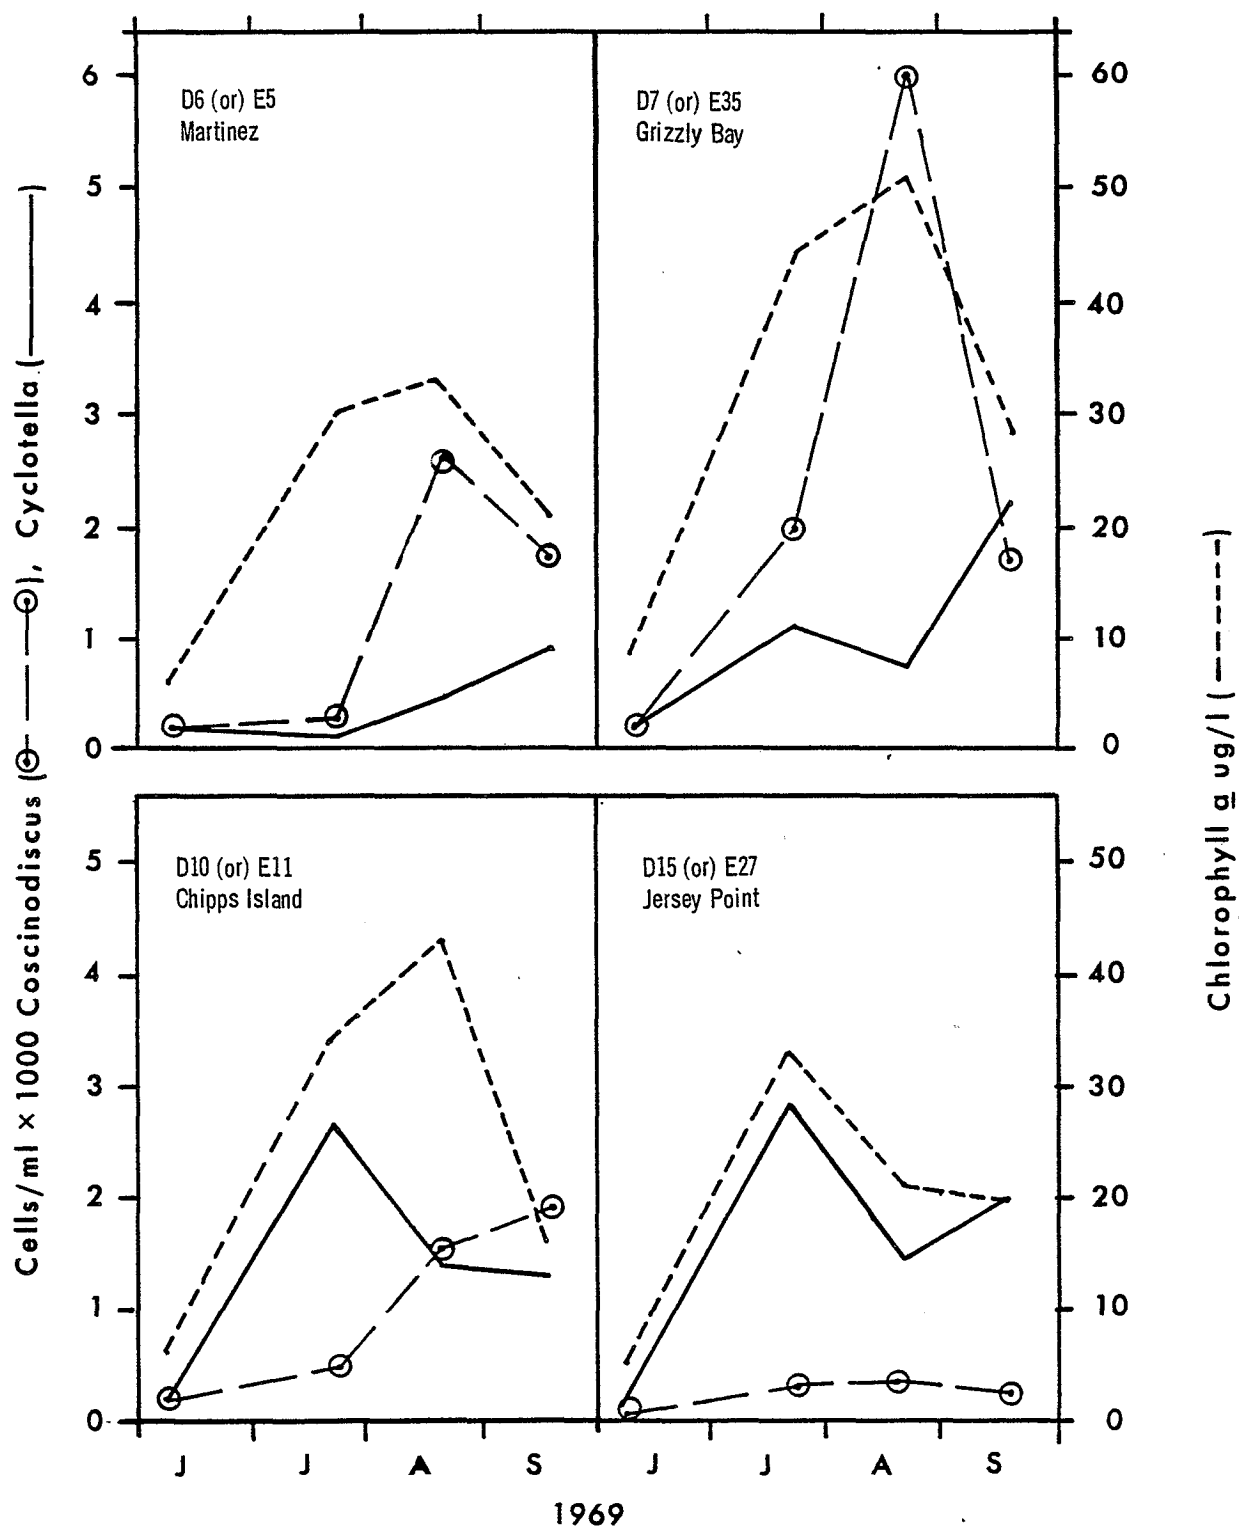 Cells/ml × 1000 Coscinodiscus (⊙— — —⊙), Cyclotella (———)
6
5
4
3
2
1
0
D6 (or) E5
Martinez
D7 (or) E35
Grizzly Bay
60
50
40
30
20
10
0
5
4
3
2
1
0
D10 (or) E11
Chipps Island
D15 (or) E27
Jersey Point
50
40
30
20
10
0
Chlorophyll a ug/l (------)
J J A S J J A S
1969